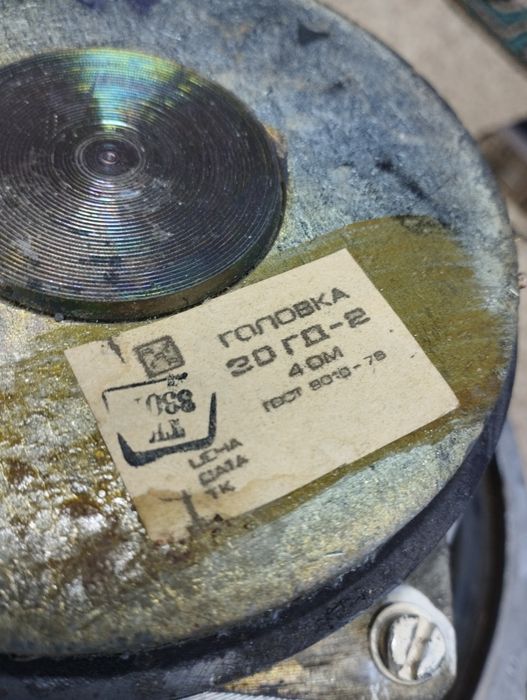 ГОЛОВКА
20 ГД-2
4 ОМ
ГОСТ 9010-78
ЦЕНА
ДАТА
ТК